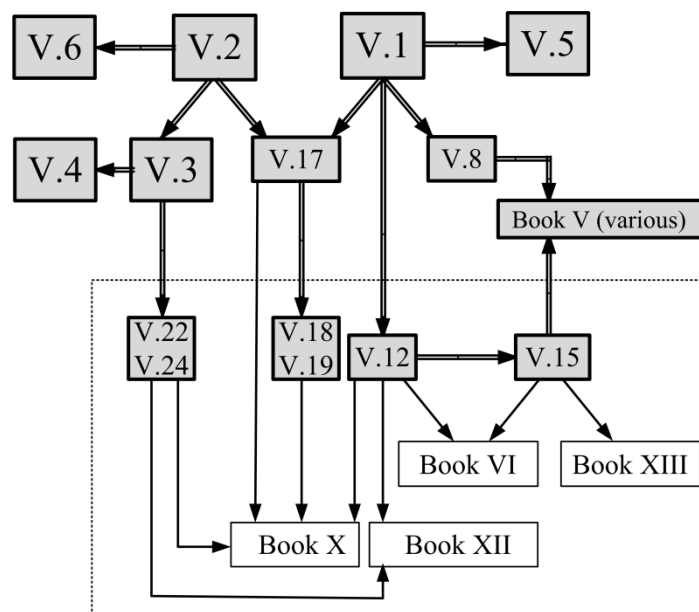 V.6
V.2
V.1
V.5
V.4
V.3
V.17
V.8
Book V (various)
V.22
V.24
V.18
V.19
V.12
V.15
Book VI
Book XIII
Book X
Book XII